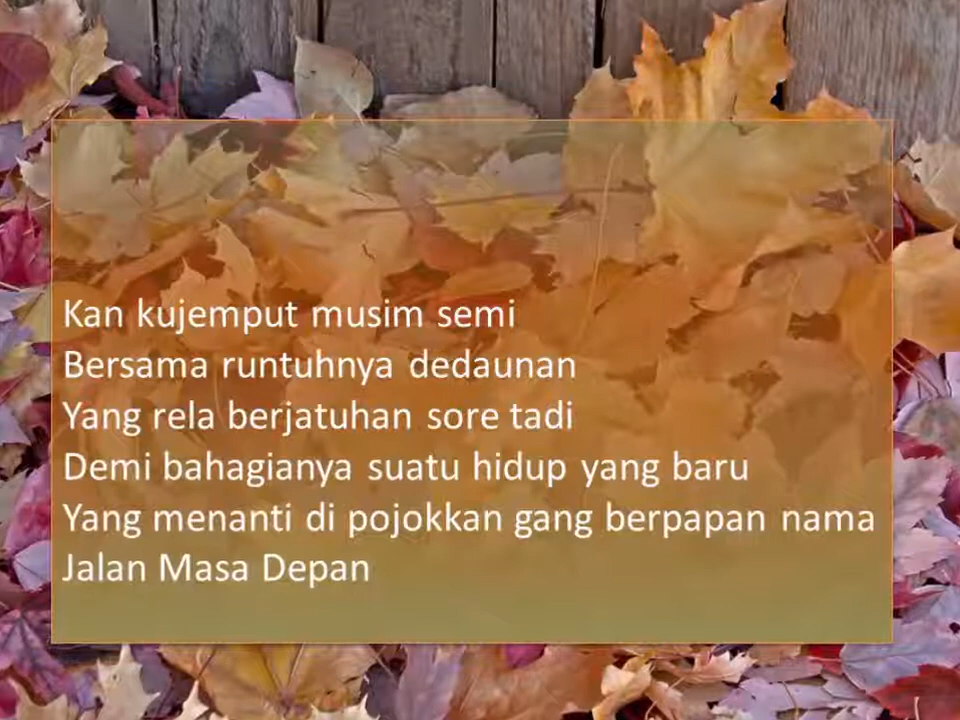 Kan kujemput musim semi
Bersama runtuhnya dedaunan
Yang rela berjatuhan sore tadi
Demi bahagianya suatu hidup yang baru
Yang menanti di pojokkan gang berpapan nama
Jalan Masa Depan